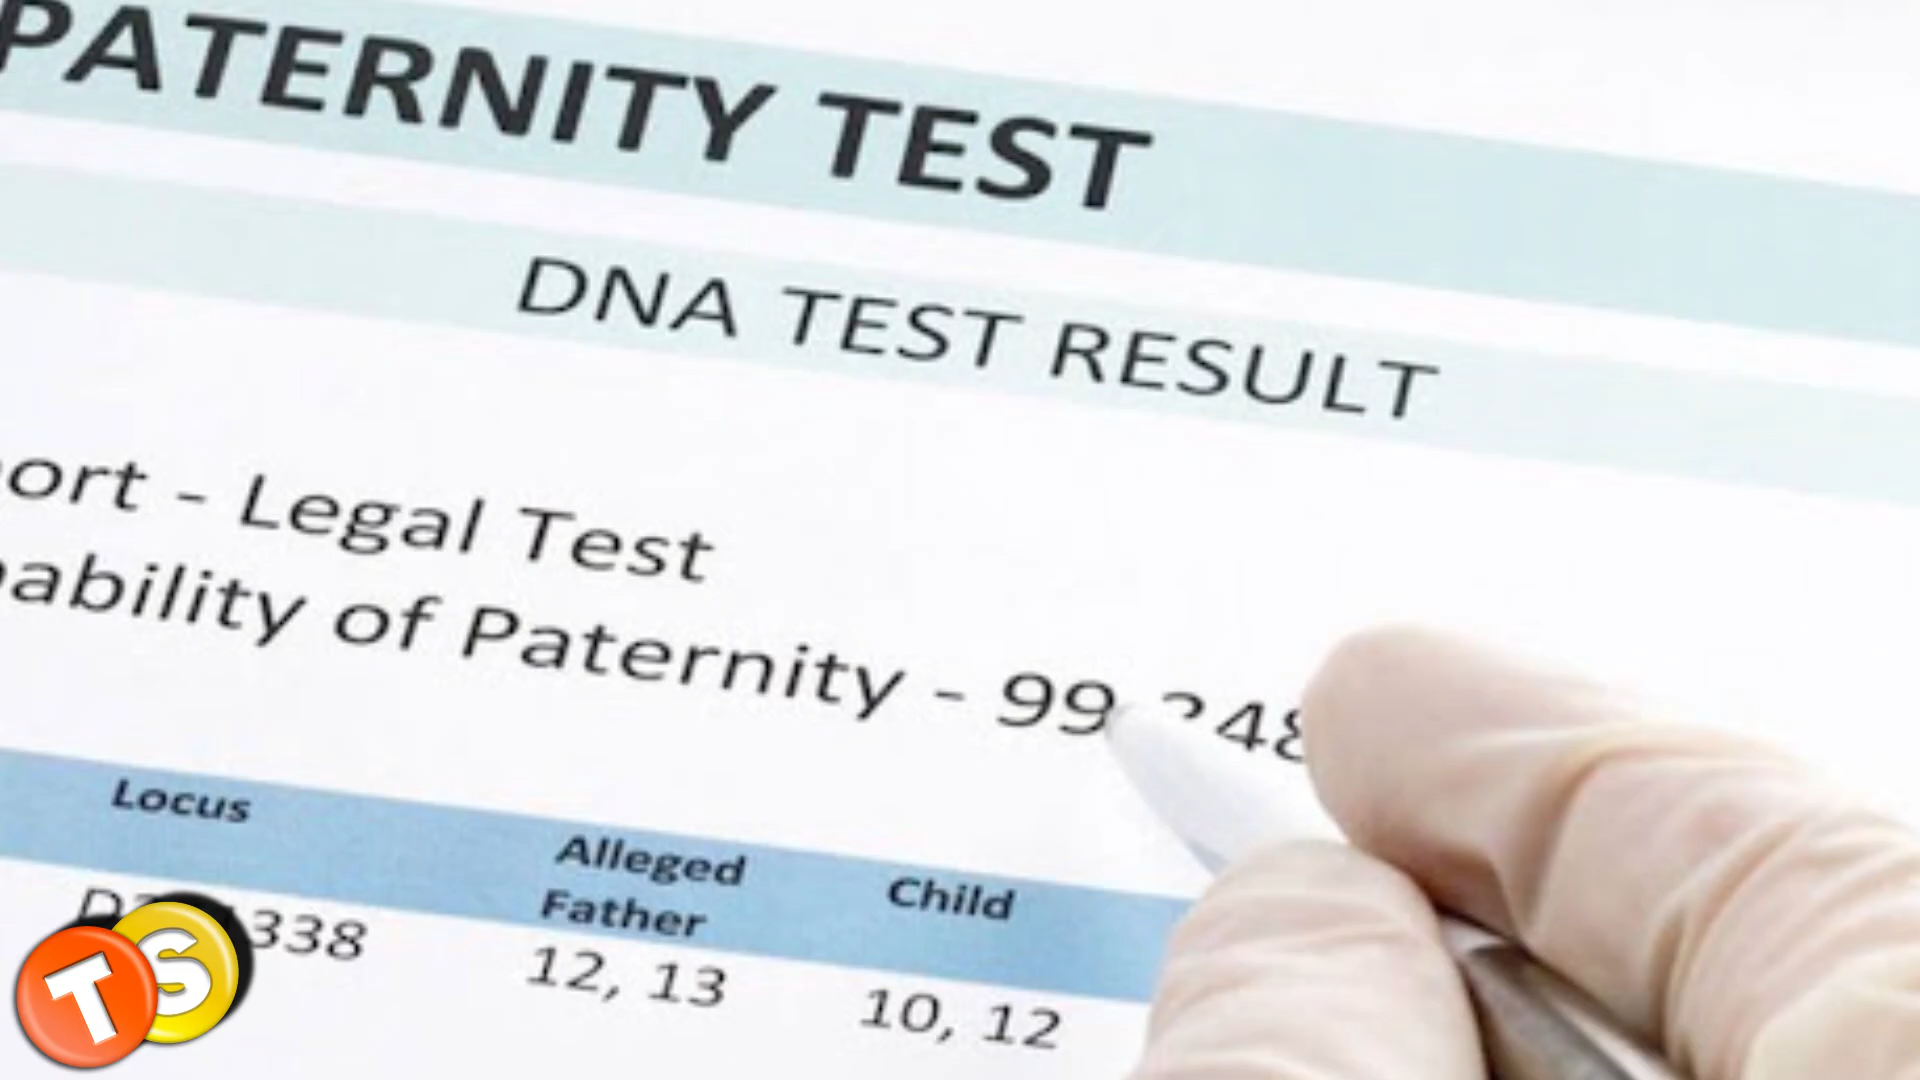 PATERNITY TEST
DNA TEST RESULT
ort - Legal Test
ability of Paternity - 99
Locus
Alleged Father
Child
338
12, 13
10, 12
TS